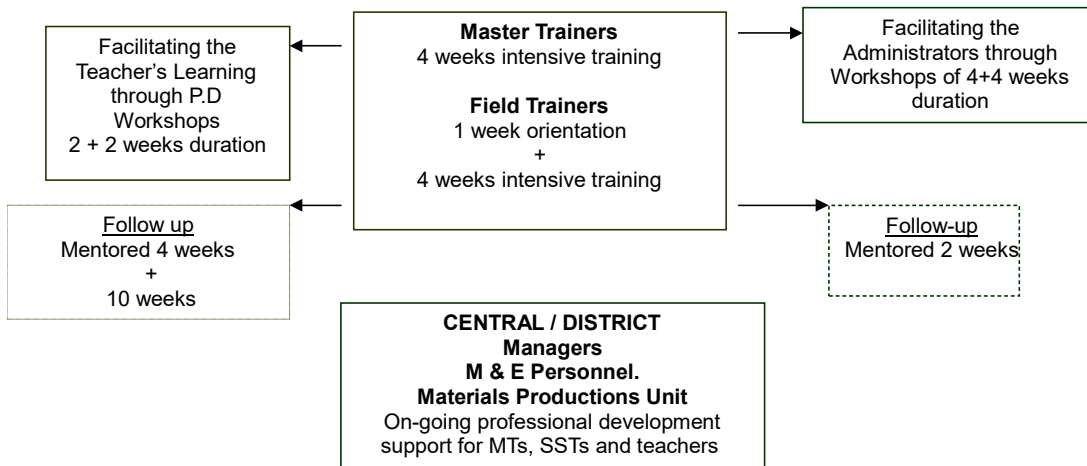 Facilitating the
Teacher's Learning
through P.D
Workshops
2 + 2 weeks duration
Master Trainers
4 weeks intensive training
Field Trainers
1 week orientation
+
4 weeks intensive training
Facilitating the
Administrators through
Workshops of 4+4 weeks
duration
Follow up
Mentored 4 weeks
+
10 weeks
Follow-up
Mentored 2 weeks
CENTRAL / DISTRICT
Managers
M & E Personnel.
Materials Productions Unit
On-going professional development
support for MTs, SSTs and teachers